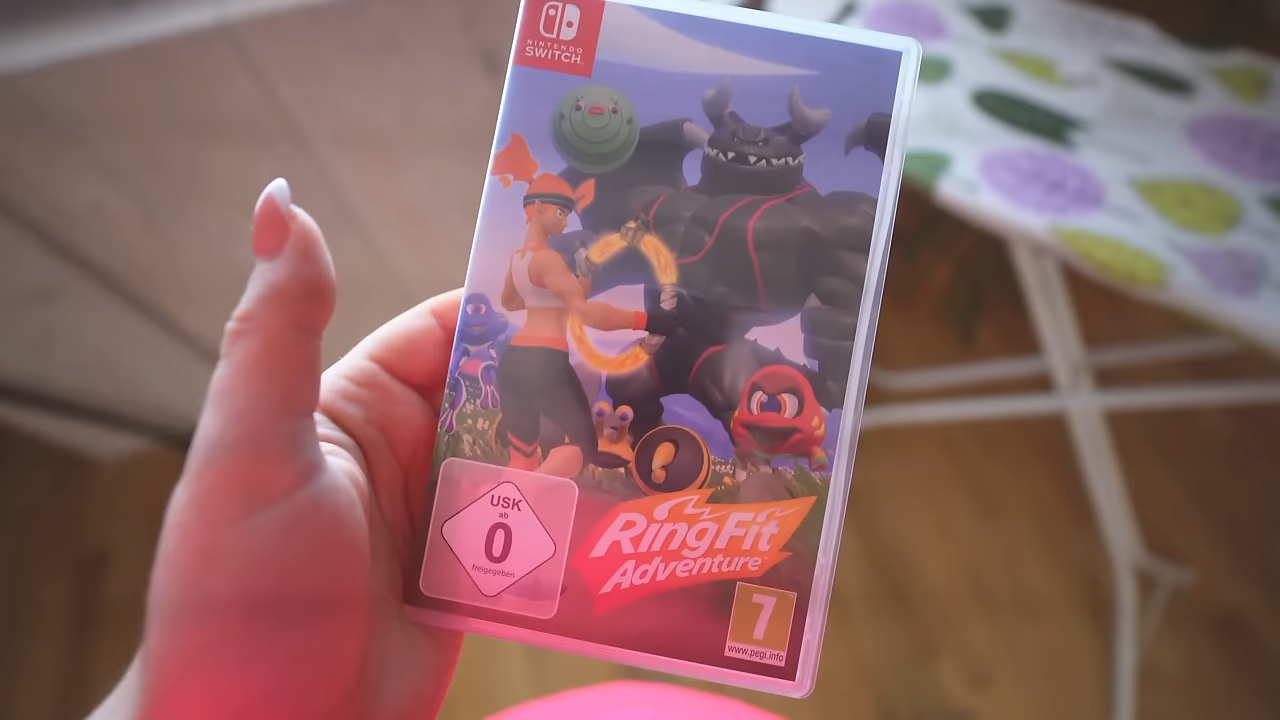 NINTENDO
SWITCH
USK
ab
0
freigegeben
RingFit
Adventure
7
www.pegi.info